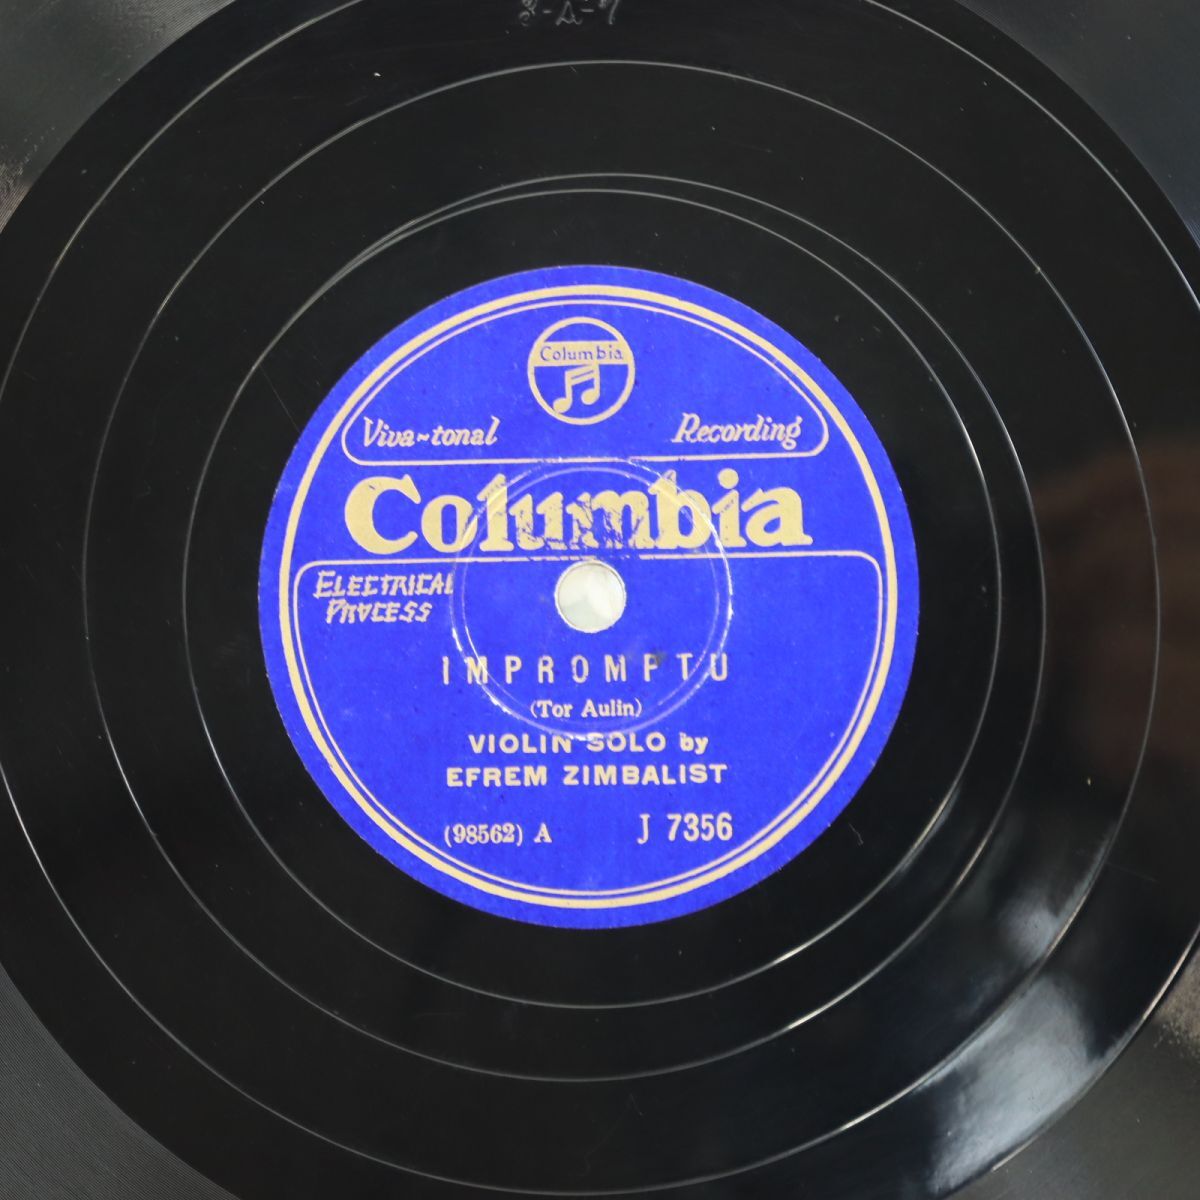 Columbia
Viva~tonal Recording
Columbia
ELECTRICAL
PROCESS
IMPROMPTU
(Tor Aulin)
VIOLIN SOLO by
EFREM ZIMBALIST
(98562) A J 7356